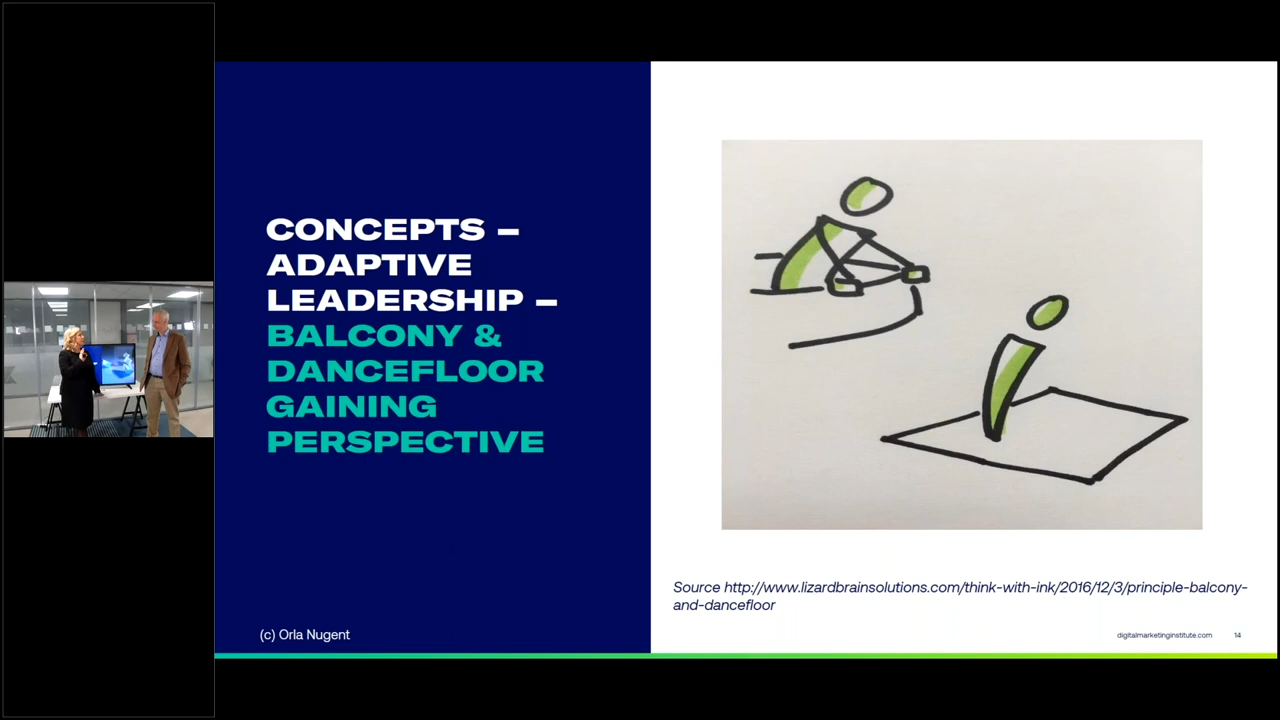 CONCEPTS –
ADAPTIVE
LEADERSHIP –
BALCONY &
DANCEFLOOR
GAINING
PERSPECTIVE
Source http://www.lizardbrainsolutions.com/think-with-ink/2016/12/3/principle-balcony-
and-dancefloor
(c) Orla Nugent
digitalmarketinginstitute.com
14